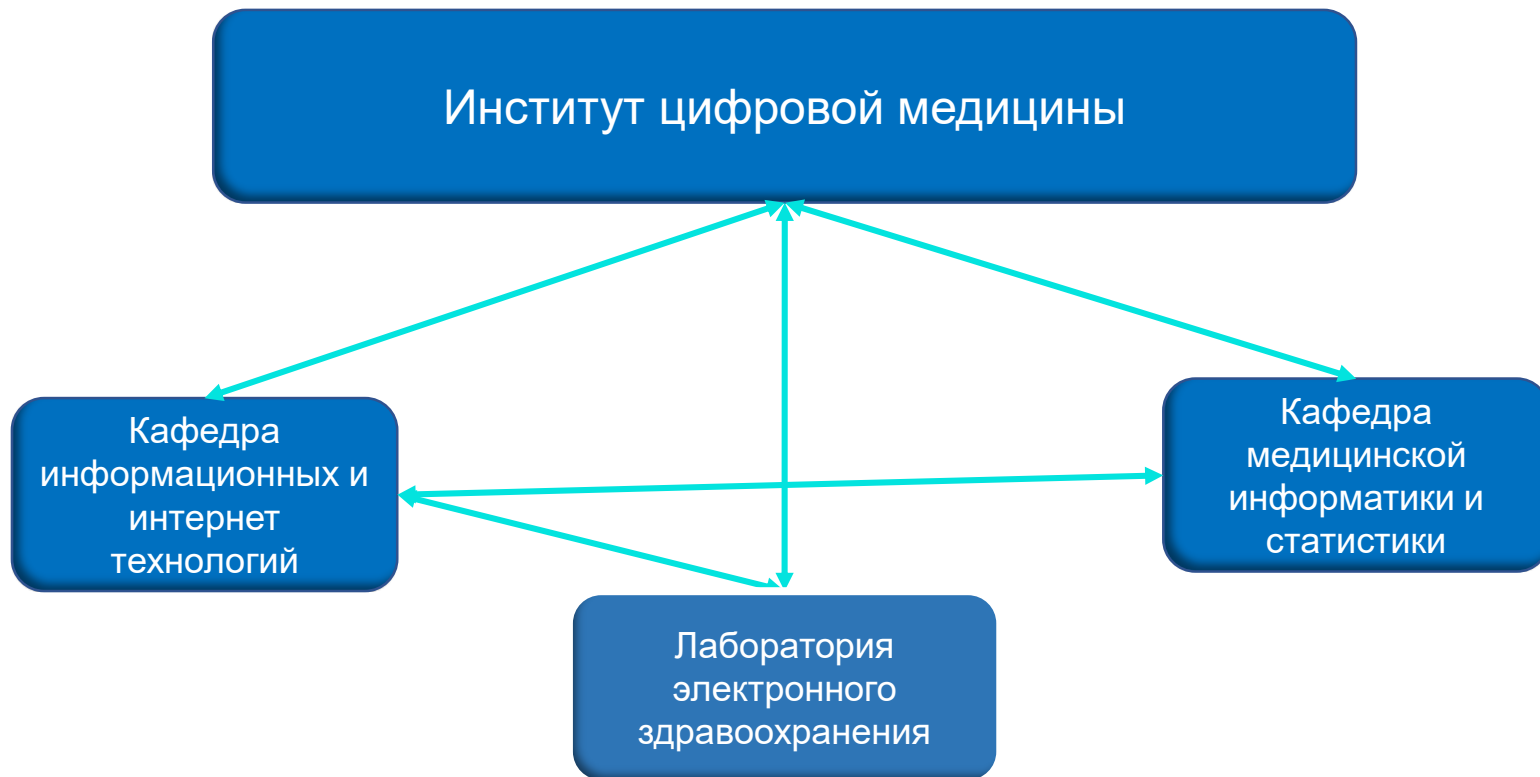 Институт цифровой медицины
Кафедра
информационных и
интернет
технологий
Кафедра
медицинской
информатики и
статистики
Лаборатория
электронного
здравоохранения